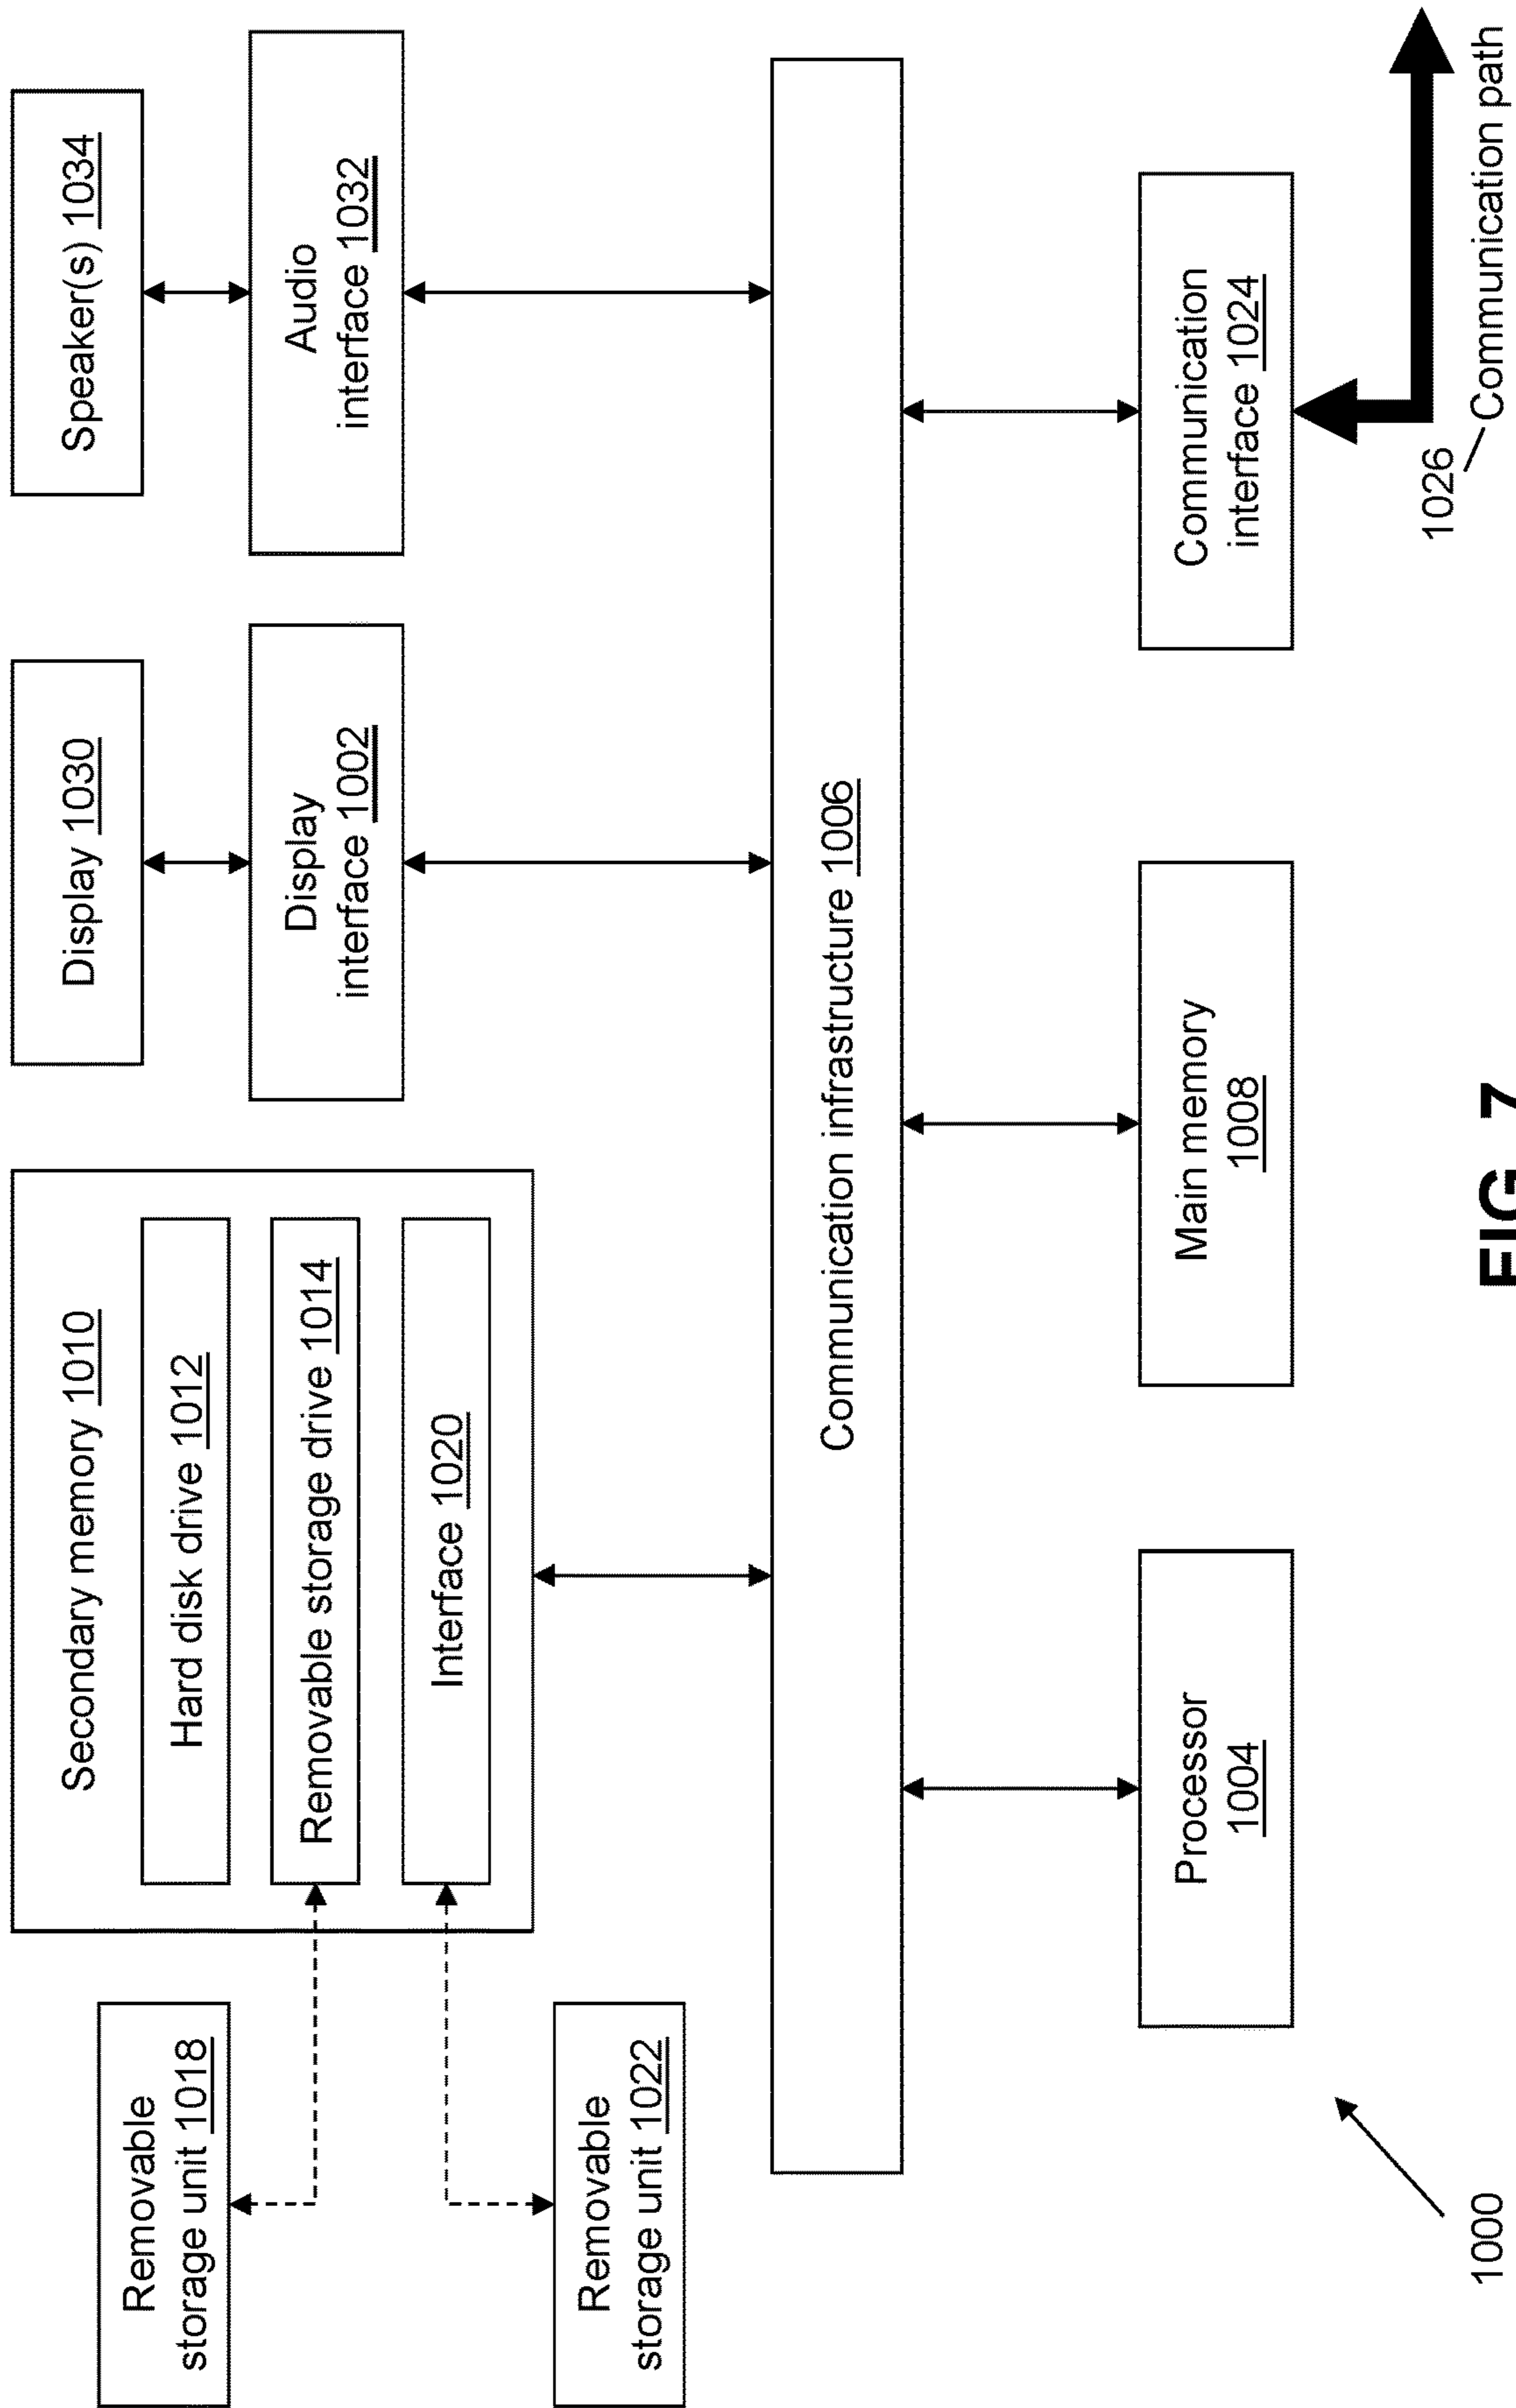 Removable
storage unit 1018
Removable
storage unit 1022
Secondary memory 1010
Hard disk drive 1012
Removable storage drive 1014
Interface 1020
Display 1030
Display
interface 1002
Speaker(s) 1034
Audio
interface 1032
Communication infrastructure 1006
Processor
1004
Main memory
1008
Communication
interface 1024
1026
Communication path
1000
FIG. 7